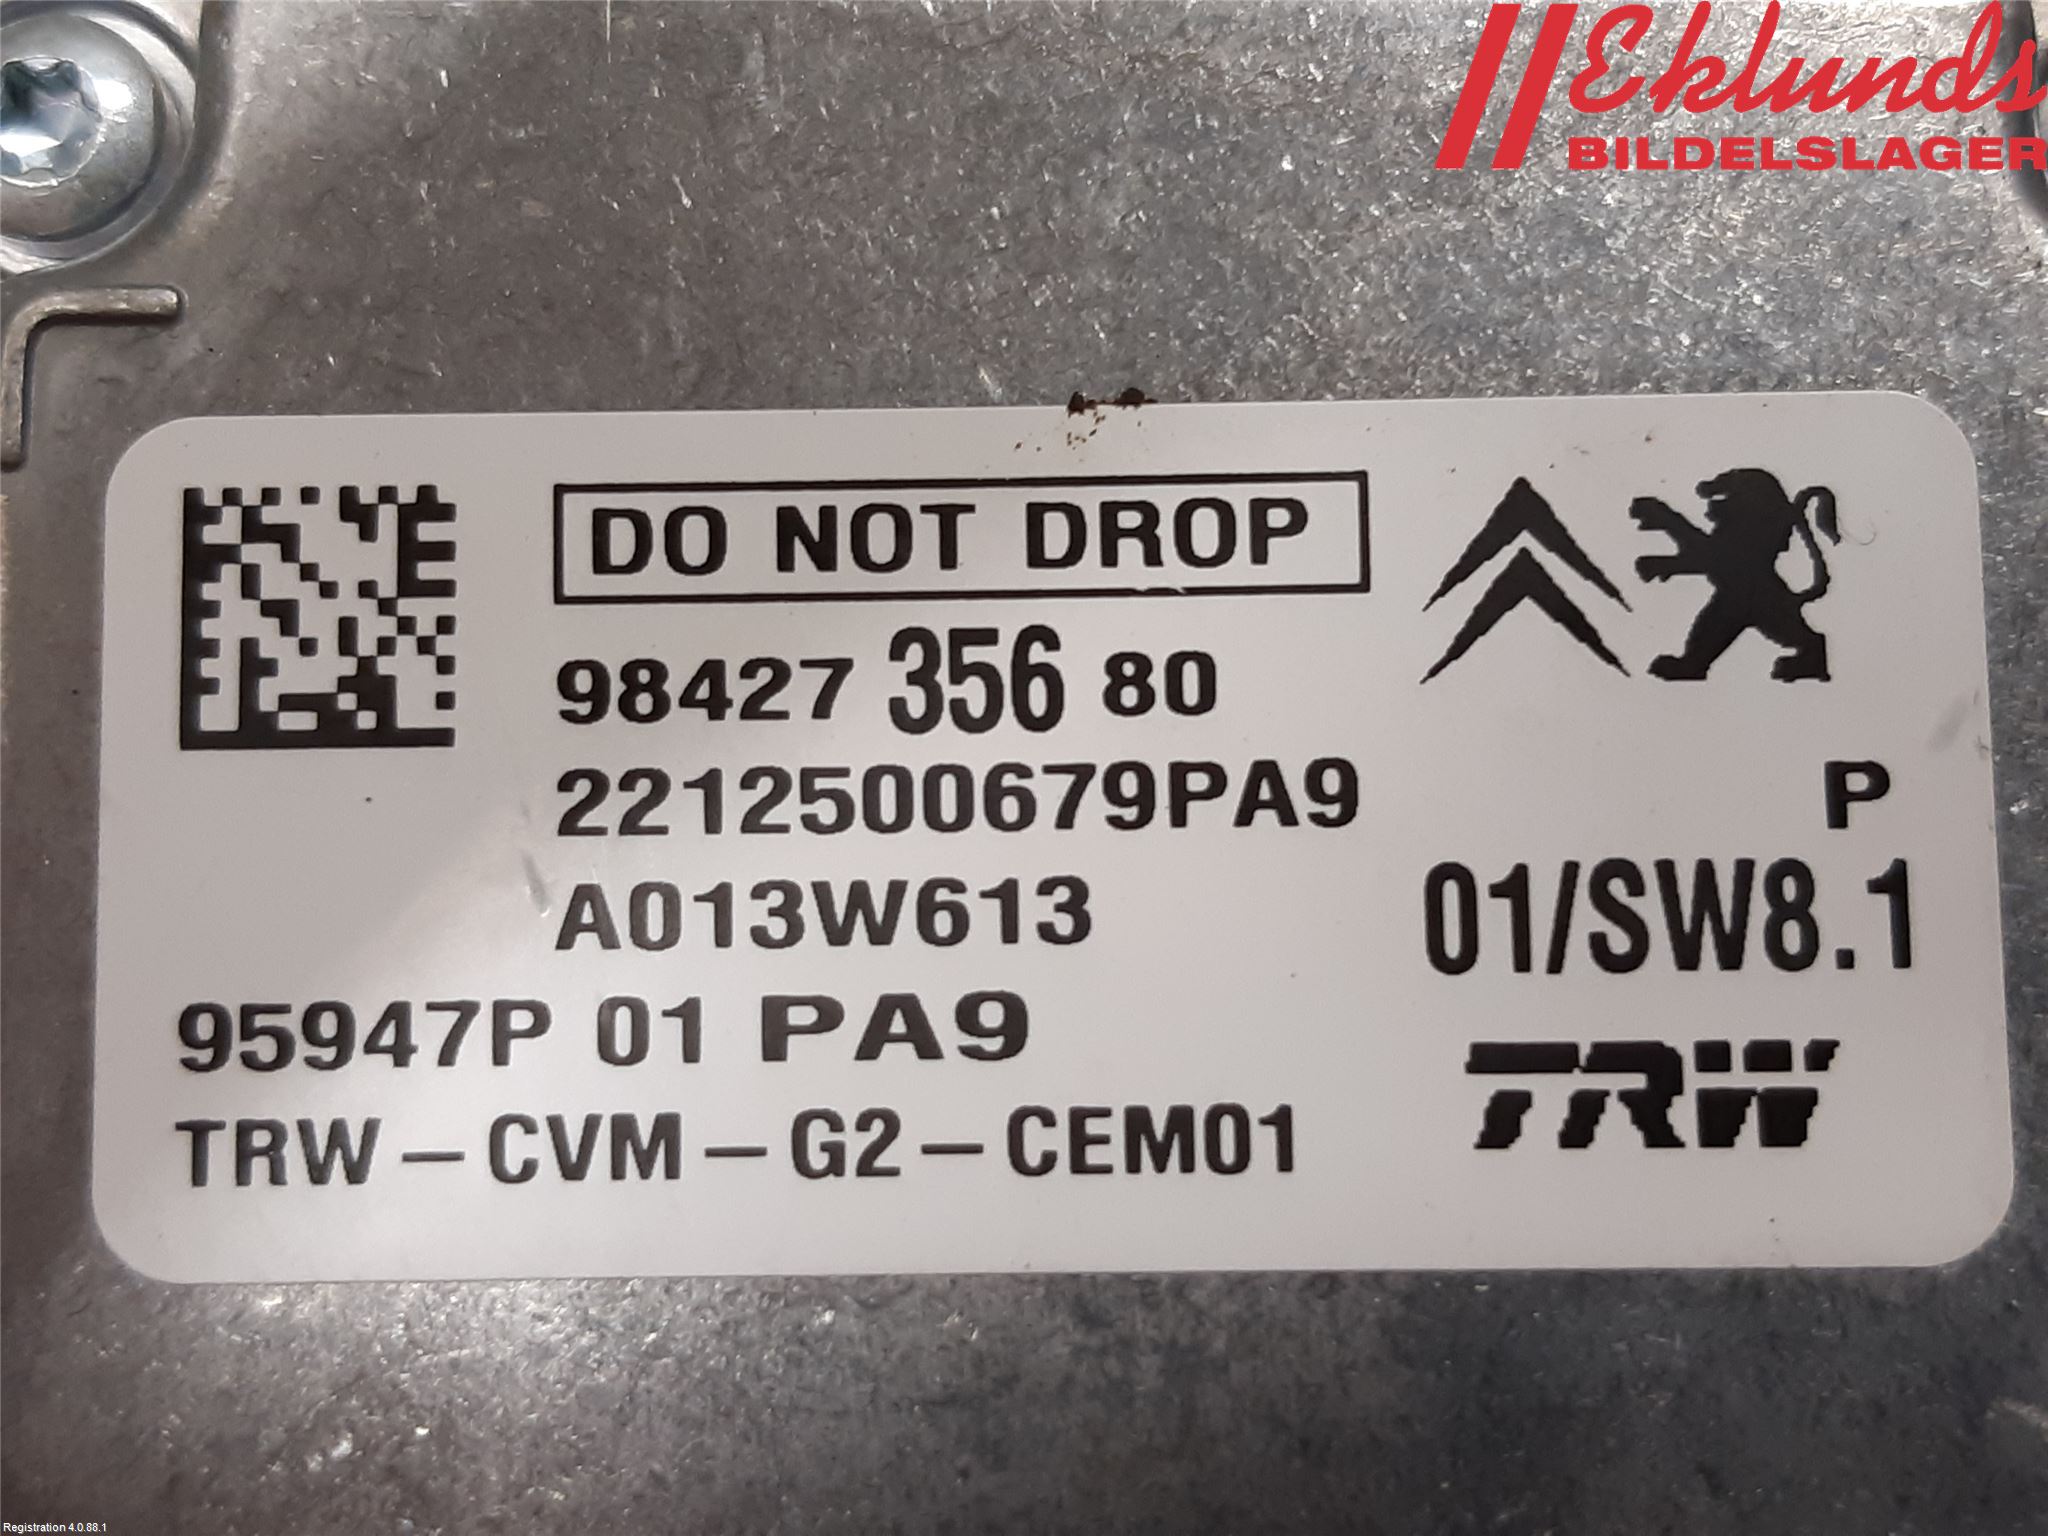 Eklunds
BILDELSLAGER
DO NOT DROP
98427 356 80
2212500679PA9
P
A013W613
01/SW8.1
95947P 01 PA9
TRW-CVM-G2-CEM01
TRW
Registration 4.0.88.1